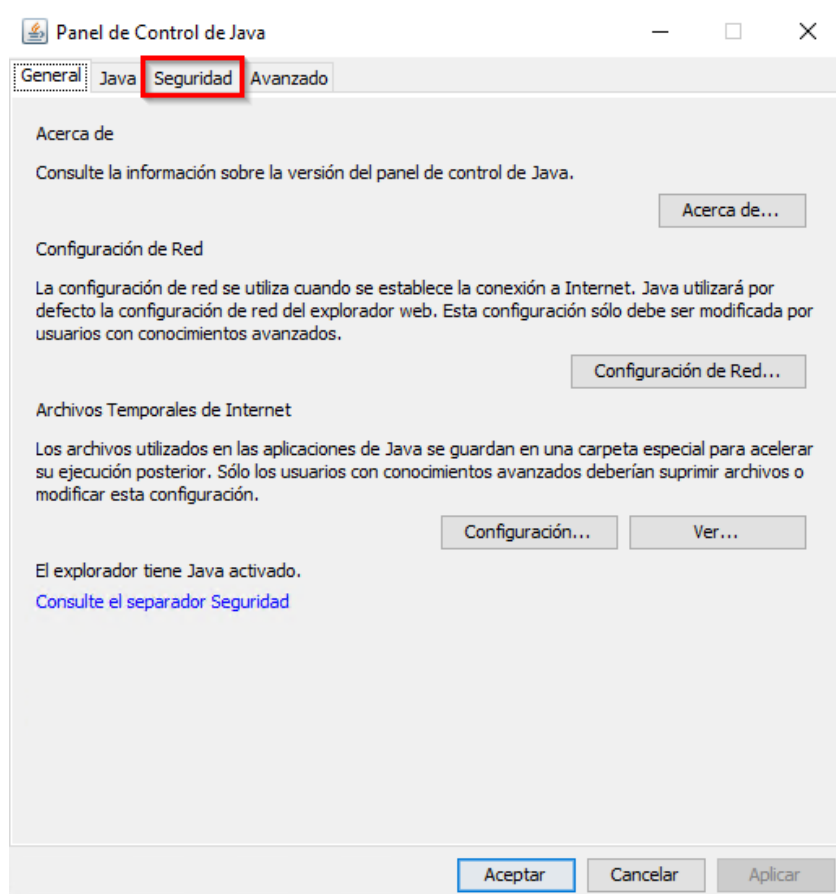 Panel de Control de Java
General Java Seguridad Avanzado
Acerca de
Consulte la información sobre la versión del panel de control de Java.
Acerca de...
Configuración de Red
La configuración de red se utiliza cuando se establece la conexión a Internet. Java utilizará por
defecto la configuración de red del explorador web. Esta configuración sólo debe ser modificada por
usuarios con conocimientos avanzados.
Configuración de Red...
Archivos Temporales de Internet
Los archivos utilizados en las aplicaciones de Java se guardan en una carpeta especial para acelerar
su ejecución posterior. Sólo los usuarios con conocimientos avanzados deberían suprimir archivos o
modificar esta configuración.
Configuración... Ver...
El explorador tiene Java activado.
Consulte el separador Seguridad
Aceptar Cancelar Aplicar